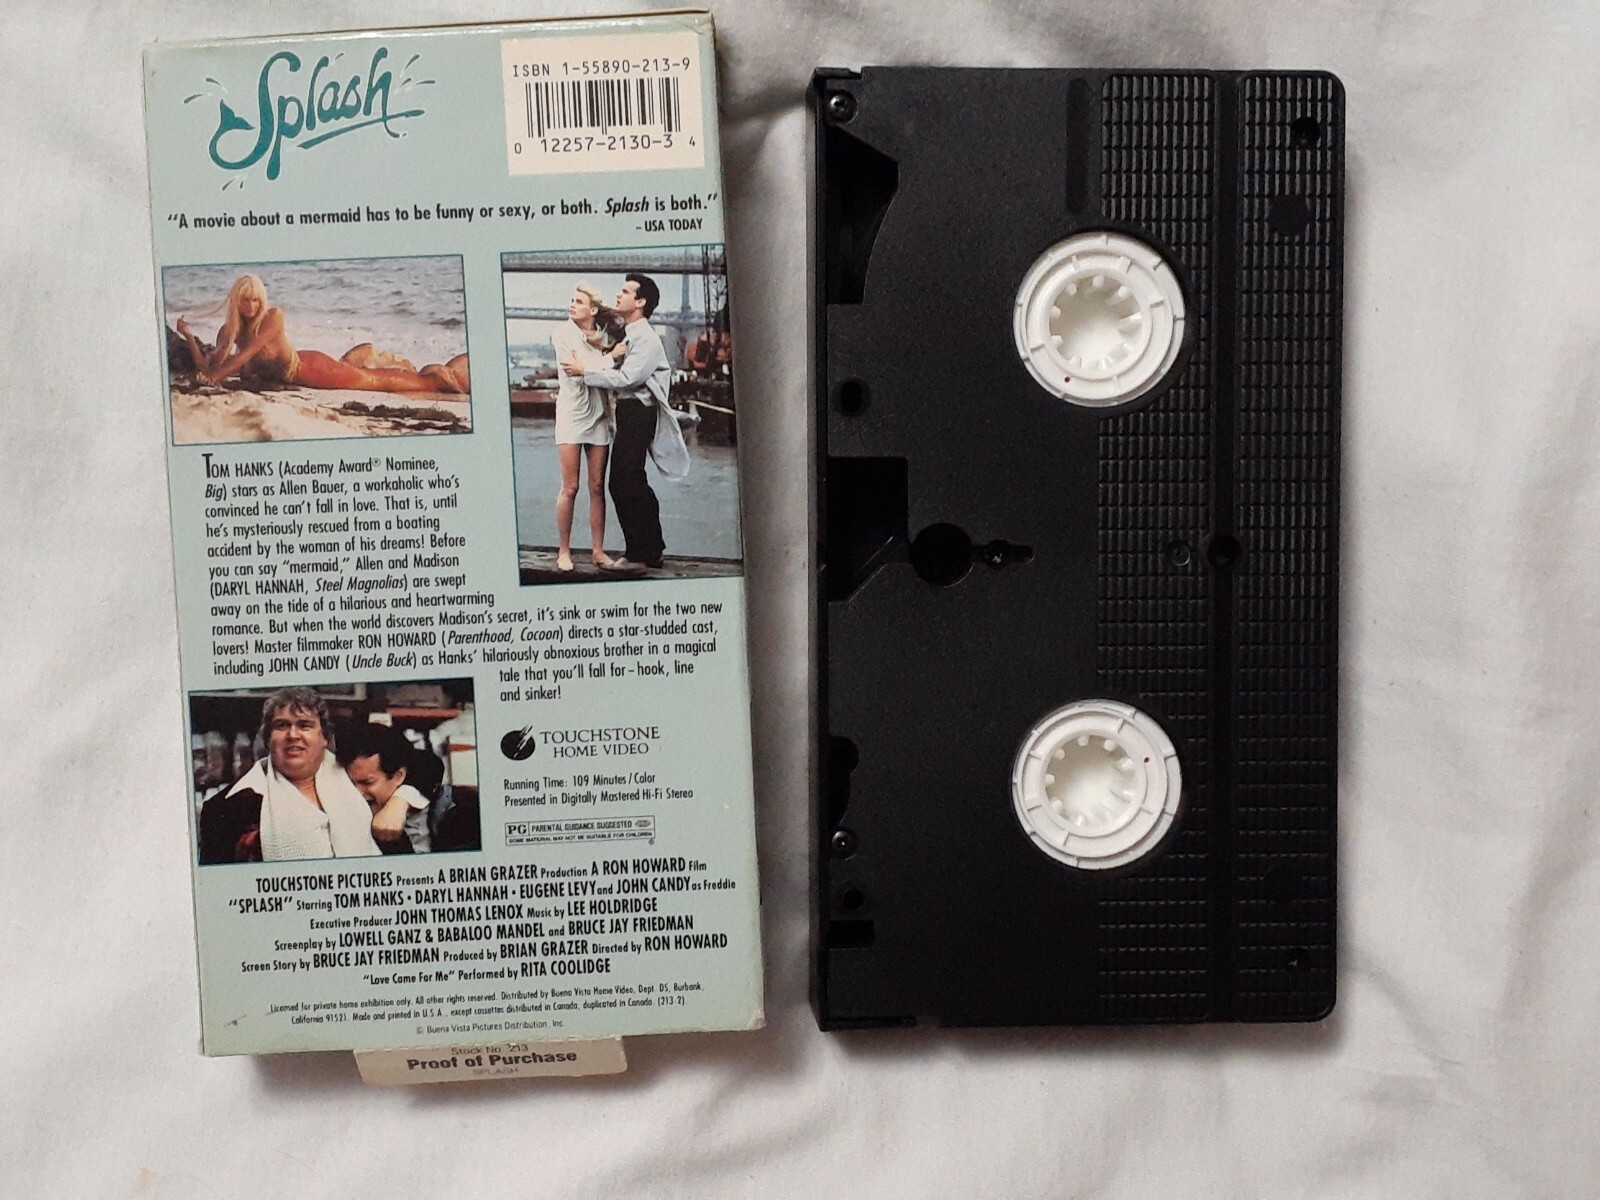 Splash
ISBN 1-55890-213-9
0 12257-2130-3 4
"A movie about a mermaid has to be funny or sexy, or both. Splash is both."
– USA TODAY
TOM HANKS (Academy Award® Nominee,
Big) stars as Allen Bauer, a workaholic who's
convinced he can't fall in love. That is, until
he's mysteriously rescued from a boating
accident by the woman of his dreams! Before
you can say "mermaid," Allen and Madison
(DARYL HANNAH, Steel Magnolias) are swept
away on the tide of a hilarious and heartwarming
romance. But when the world discovers Madison's secret, it's sink or swim for the two new
lovers! Master filmmaker RON HOWARD (Parenthood, Cocoon) directs a star-studded cast,
including JOHN CANDY (Uncle Buck) as Hanks' hilariously obnoxious brother in a magical
tale that you'll fall for – hook, line
and sinker!
TOUCHSTONE
HOME VIDEO
Running Time: 109 Minutes / Color
Presented in Digitally Mastered Hi-Fi Stereo
PG PARENTAL GUIDANCE SUGGESTED
SOME MATERIAL MAY NOT BE SUITABLE FOR CHILDREN
TOUCHSTONE PICTURES Presents A BRIAN GRAZER Production A RON HOWARD Film
"SPLASH" Starring TOM HANKS • DARYL HANNAH • EUGENE LEVY and JOHN CANDY as Freddie
Executive Producer JOHN THOMAS LENOX Music by LEE HOLDRIDGE
Screenplay by LOWELL GANZ & BABALOO MANDEL and BRUCE JAY FRIEDMAN
Screen Story by BRUCE JAY FRIEDMAN Produced by BRIAN GRAZER Directed by RON HOWARD
"Love Came For Me" Performed by RITA COOLIDGE
Licensed for private home exhibition only. All other rights reserved. Distributed by Buena Vista Home Video, Dept. DS, Burbank,
California 91521. Made and printed in U.S.A., except cassettes distributed in Canada, duplicated in Canada. (213-2)
© Buena Vista Pictures Distribution, Inc.
Stock No. 213
Proof of Purchase
SPLASH